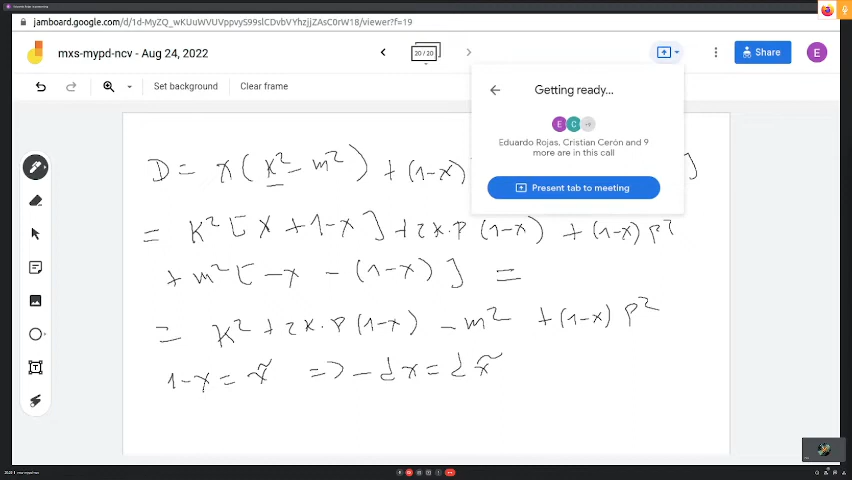 jamboard.google.com/d/1d-MyZQ_wKUuWVUVppvyS99slCDvbVYhzjjZAsC0rW18/viewer?f=19
mxs-mypd-ncv - Aug 24, 2022
20 / 20
Share
E
Set background
Clear frame
Getting ready...
E C +9
Eduardo Rojas, Cristian Cerón and 9
more are in this call
Present tab to meeting
D = x ( k² - m² ) + (1-x) ]
= k² [ x + 1-x ] + 2k·p (1-x) + (1-x) p²
+ m² [ -x - (1-x) ] =
= k² + 2k·p (1-x) - m² + (1-x) p²
1-x = x̃ => - dx = dx̃